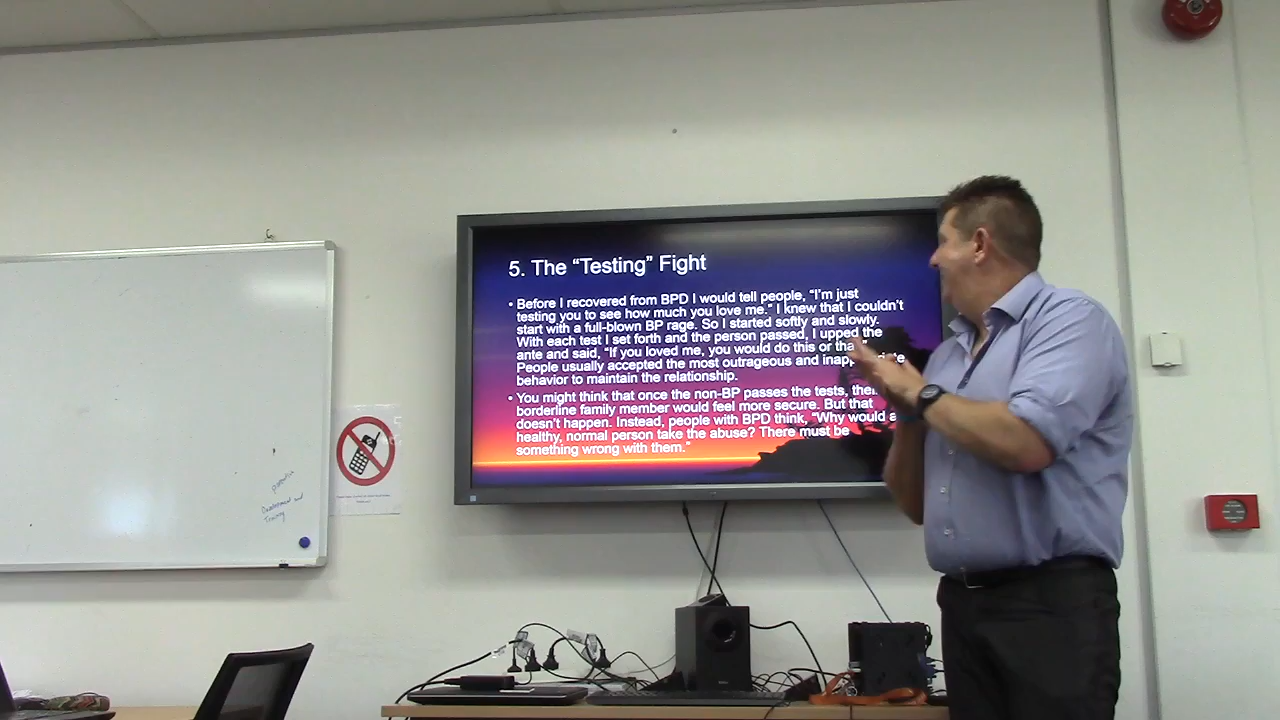 5. The “Testing” Fight
• Before I recovered from BPD I would tell people, “I’m just
testing you to see how much you love me.” I knew that I couldn’t
start with a full-blown BP rage. So I started softly and slowly.
With each test I set forth and the person passed, I upped the
ante and said, “If you loved me, you would do this or
People usually accepted the most outrageous and
behavior to maintain the relationship.
• You might think that once the non-BP passes the tests,
borderline family member would feel more secure. But that
doesn’t happen. Instead, people with BPD think, “Why would a
healthy, normal person take the abuse? There must be
something wrong with them.”
Development and
Training